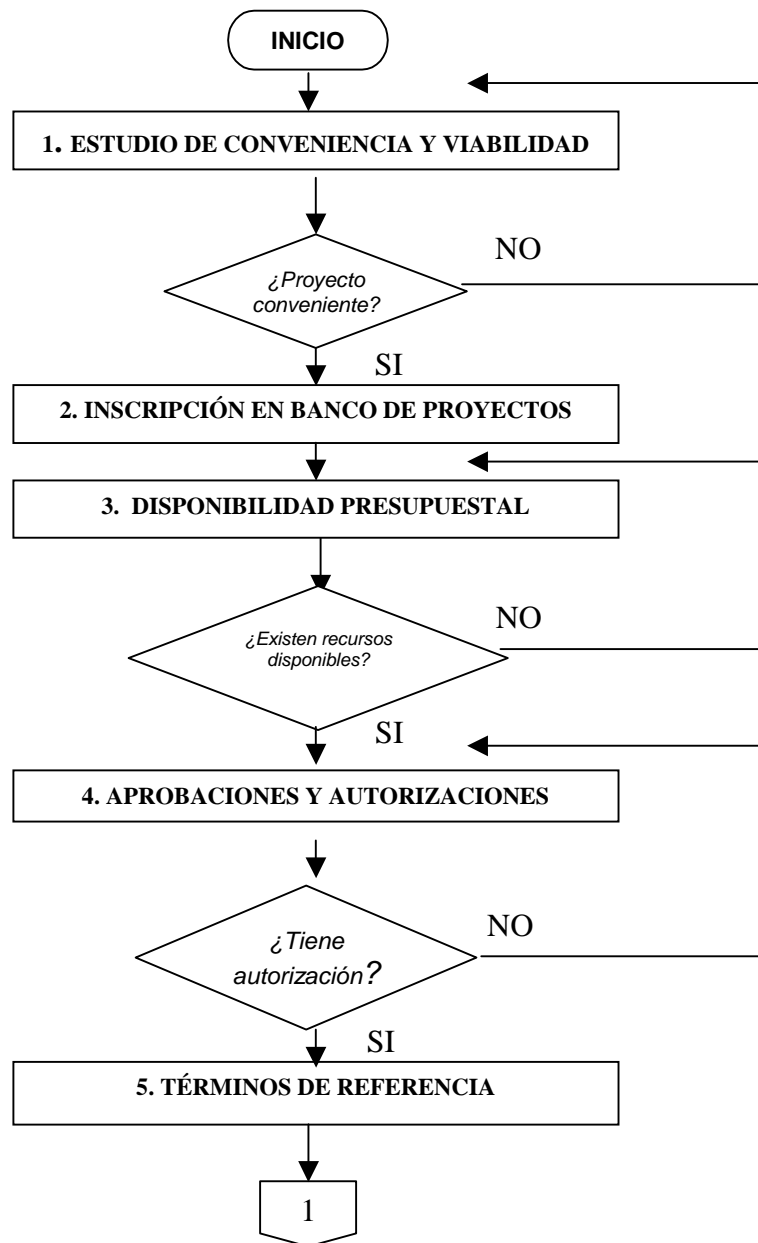 INICIO
1. ESTUDIO DE CONVENIENCIA Y VIABILIDAD
NO
¿Proyecto
conveniente?
SI
2. INSCRIPCIÓN EN BANCO DE PROYECTOS
3. DISPONIBILIDAD PRESUPUESTAL
NO
¿Existen recursos
disponibles?
SI
4. APROBACIONES Y AUTORIZACIONES
NO
¿Tiene
autorización?
SI
5. TÉRMINOS DE REFERENCIA
1